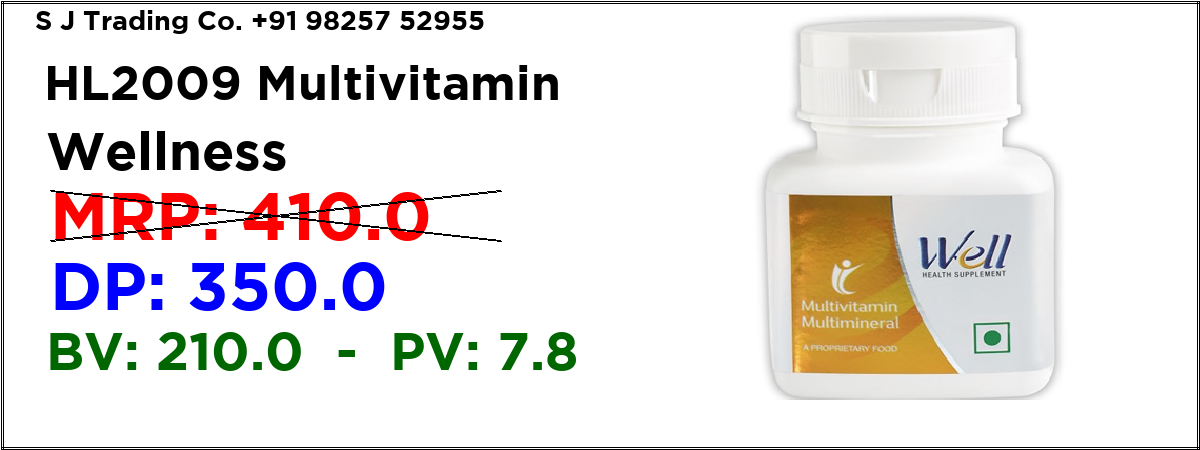 S J Trading Co. +91 98257 52955
HL2009 Multivitamin
Wellness
MRP: 410.0
DP: 350.0
BV: 210.0 - PV: 7.8
Well
HEALTH SUPPLEMENT
Multivitamin
Multimineral
A PROPRIETARY FOOD